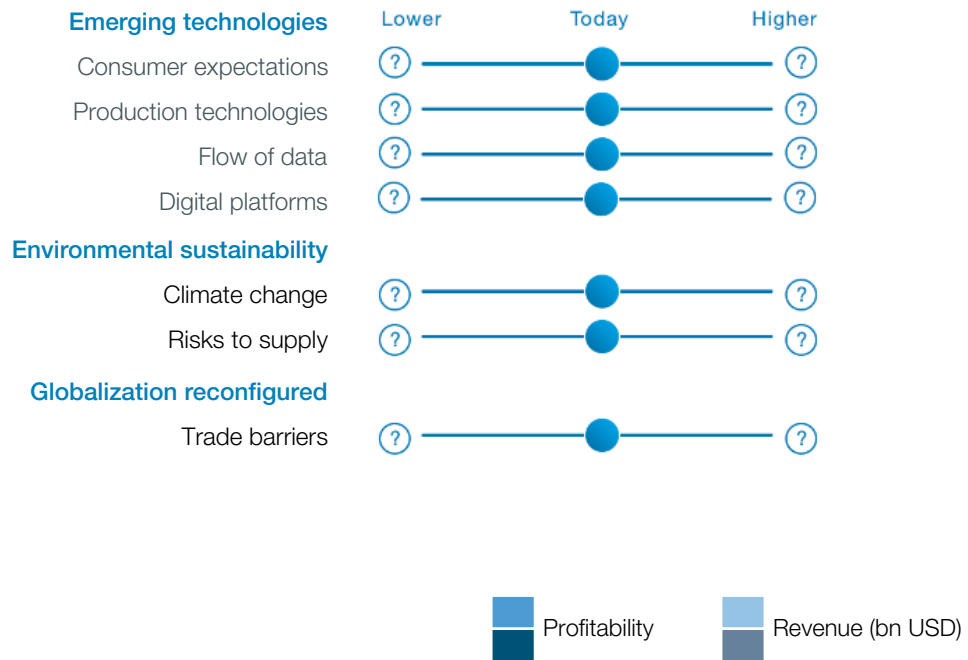 Emerging technologies Lower Today Higher
Consumer expectations ? ?
Production technologies ? ?
Flow of data ? ?
Digital platforms ? ?
Environmental sustainability
Climate change ? ?
Risks to supply ? ?
Globalization reconfigured
Trade barriers ? ?
Profitability Revenue (bn USD)